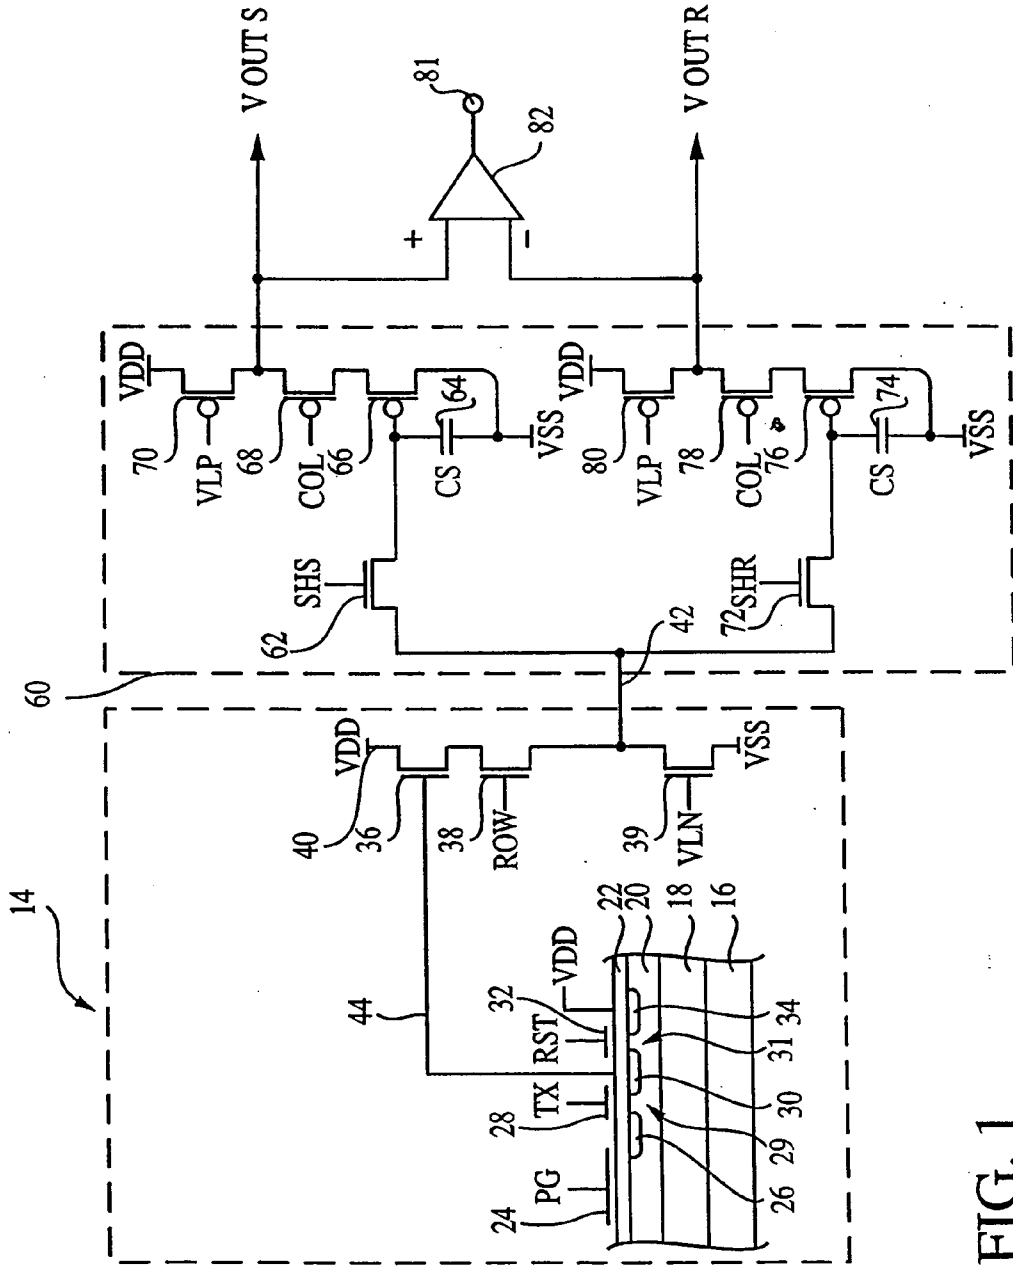 14
60
40
VDD
36
38
ROW
39
VLN
VSS
44
42
PG
24
TX
28
RST
32
VDD
22
20
18
16
26
29
30
31
34
SHS
62
SHR
72
VDD
70
VLP
68
COL
66
64
CS
VSS
VDD
80
VLP
78
COL
76
74
CS
VSS
V OUT S
V OUT R
+
−
81
82
FIG. 1